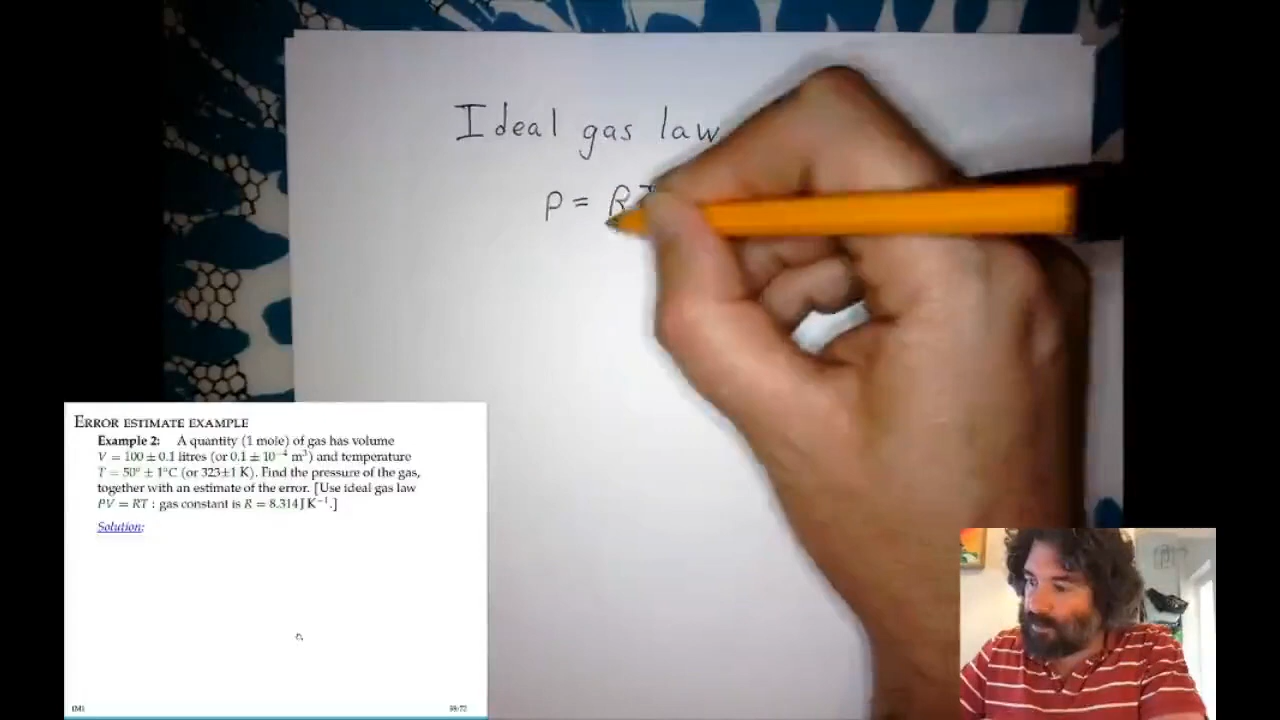 Ideal gas law
P = RT
ERROR ESTIMATE EXAMPLE
Example 2: A quantity (1 mole) of gas has volume
V = 100 ± 0.1 litres (or 0.1 ± 10⁻⁴ m³) and temperature
T = 50° ± 1°C (or 323±1 K). Find the pressure of the gas,
together with an estimate of the error. [Use ideal gas law
PV = RT : gas constant is R = 8.314 J K⁻¹.]
Solution: